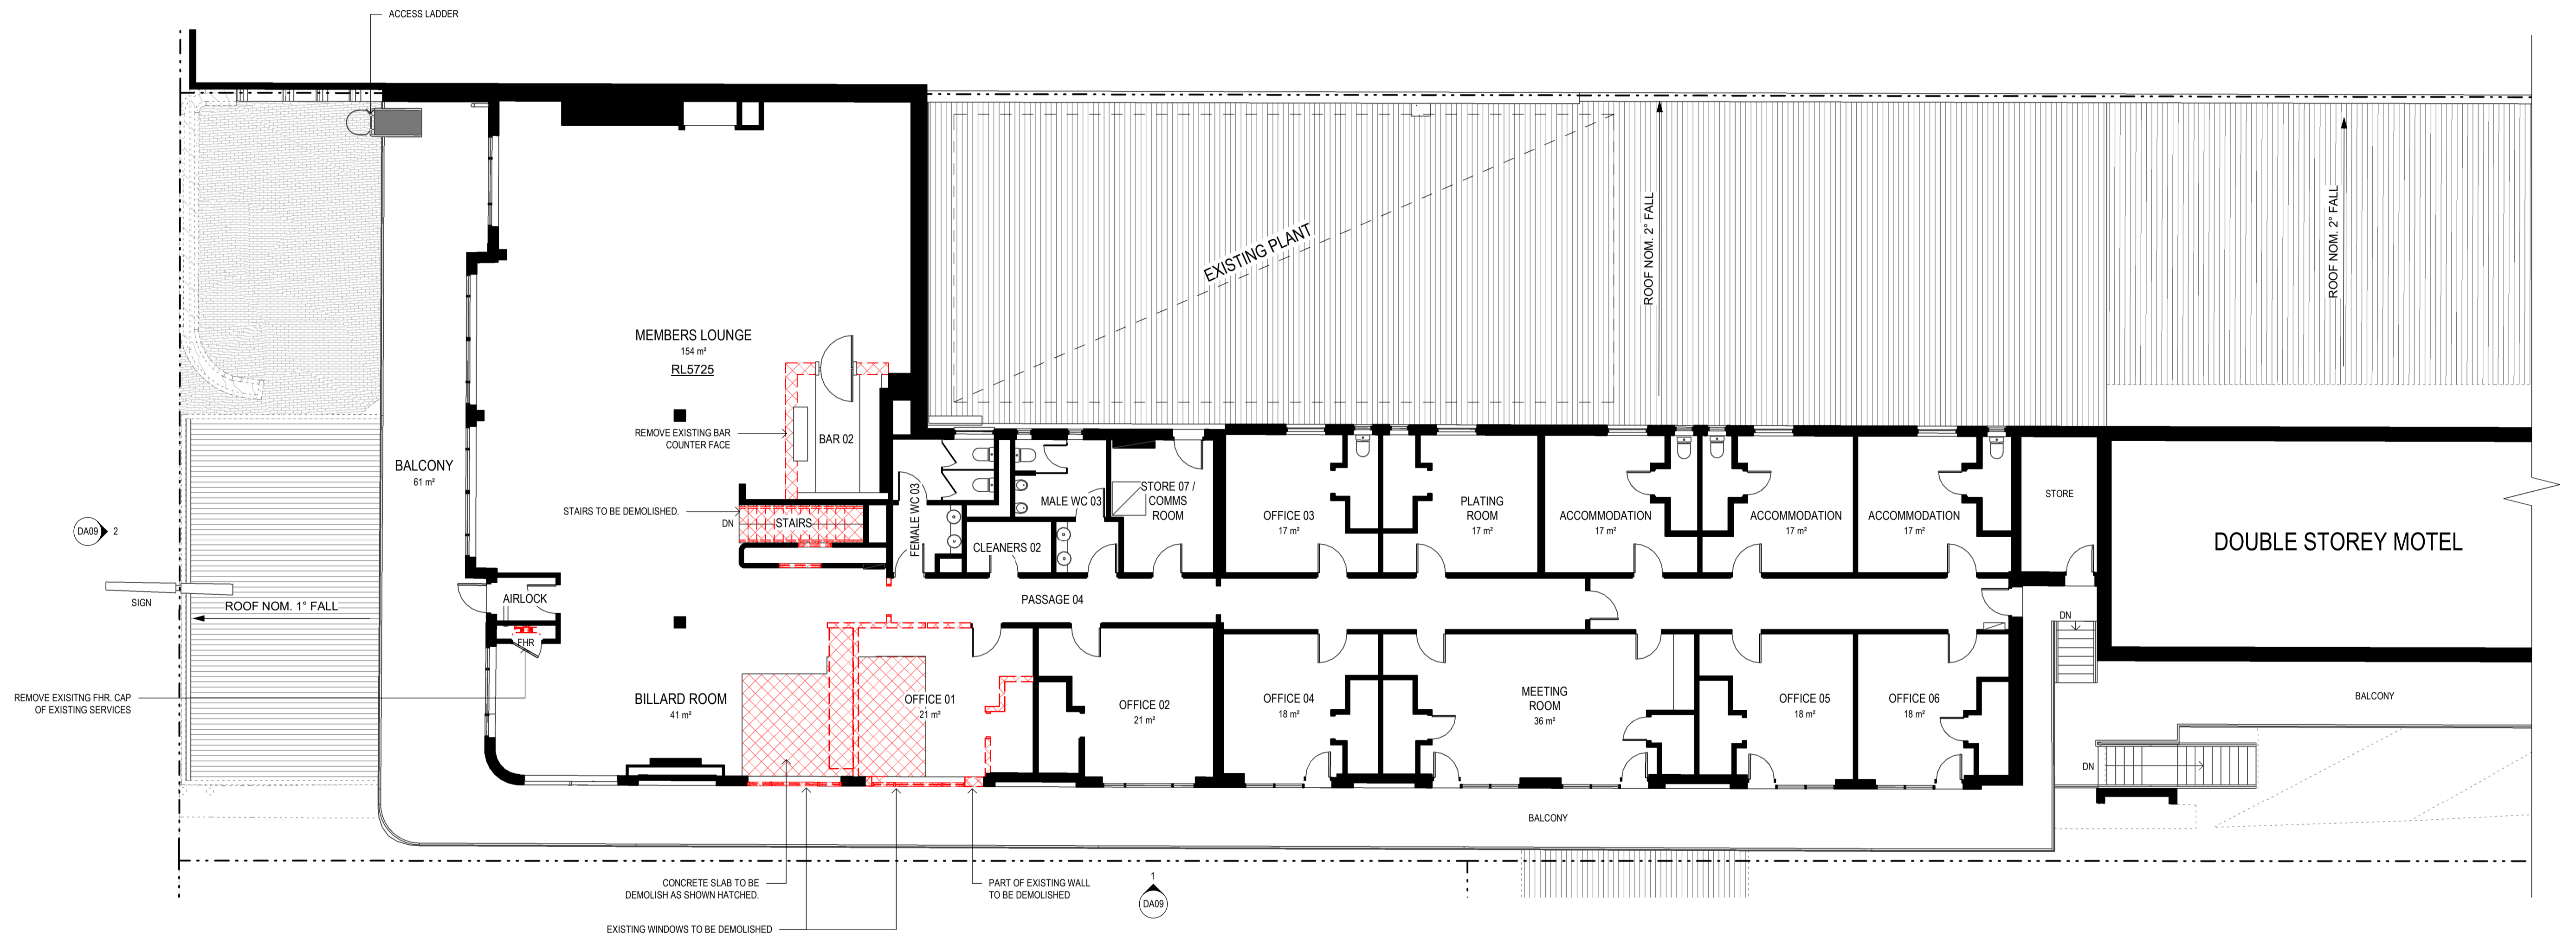 ACCESS LADDER
EXISTING PLANT
ROOF NOM. 2° FALL
ROOF NOM. 2° FALL
MEMBERS LOUNGE
154 m²
RL5725
REMOVE EXISTING BAR
COUNTER FACE
BAR 02
BALCONY
61 m²
STAIRS TO BE DEMOLISHED.
DN
STAIRS
FEMALE WC 03
MALE WC 03
STORE 07 /
COMMS
ROOM
CLEANERS 02
OFFICE 03
17 m²
PLATING
ROOM
17 m²
ACCOMMODATION
17 m²
ACCOMMODATION
17 m²
ACCOMMODATION
17 m²
STORE
DOUBLE STOREY MOTEL
DA09
2
SIGN
ROOF NOM. 1° FALL
AIRLOCK
PASSAGE 04
DN
FHR
REMOVE EXISITNG FHR. CAP
OF EXISTING SERVICES
BILLARD ROOM
41 m²
OFFICE 01
21 m²
OFFICE 02
21 m²
OFFICE 04
18 m²
MEETING
ROOM
36 m²
OFFICE 05
18 m²
OFFICE 06
18 m²
BALCONY
DN
BALCONY
CONCRETE SLAB TO BE
DEMOLISH AS SHOWN HATCHED.
PART OF EXISTING WALL
TO BE DEMOLISHED
1
DA09
EXISTING WINDOWS TO BE DEMOLISHED